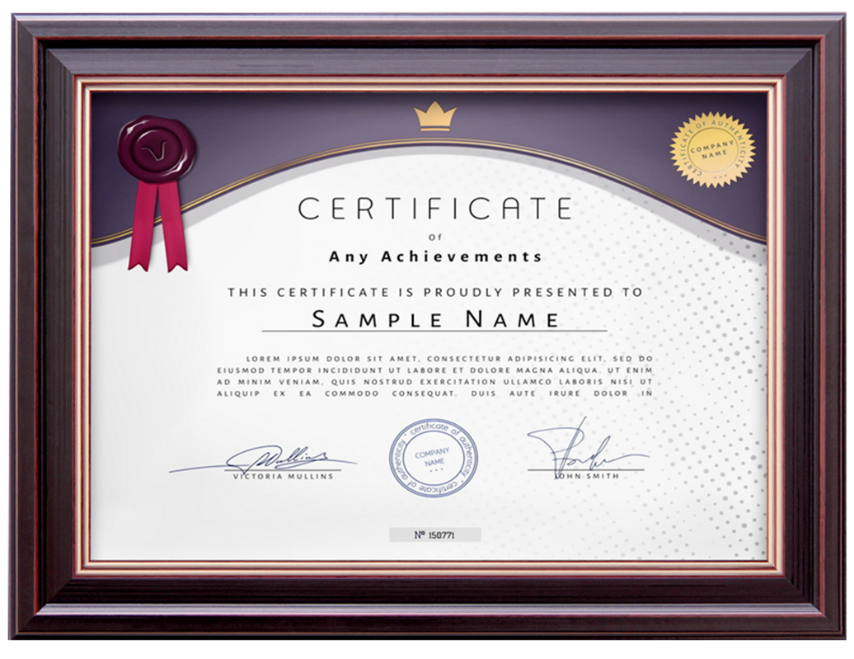 CERTIFICATE OF AUTHENTICITY
COMPANY
NAME
CERTIFICATE
of
Any Achievements
THIS CERTIFICATE IS PROUDLY PRESENTED TO
SAMPLE NAME
LOREM IPSUM DOLOR SIT AMET, CONSECTETUR ADIPISICING ELIT, SED DO
EIUSMOD TEMPOR INCIDIDUNT UT LABORE ET DOLORE MAGNA ALIQUA. UT ENIM
AD MINIM VENIAM, QUIS NOSTRUD EXERCITATION ULLAMCO LABORIS NISI UT
ALIQUIP EX EA COMMODO CONSEQUAT. DUIS AUTE IRURE DOLOR IN
certificate of authenticity
certificate of authenticity
COMPANY
NAME
VICTORIA MULLINS
JOHN SMITH
Nº 150771